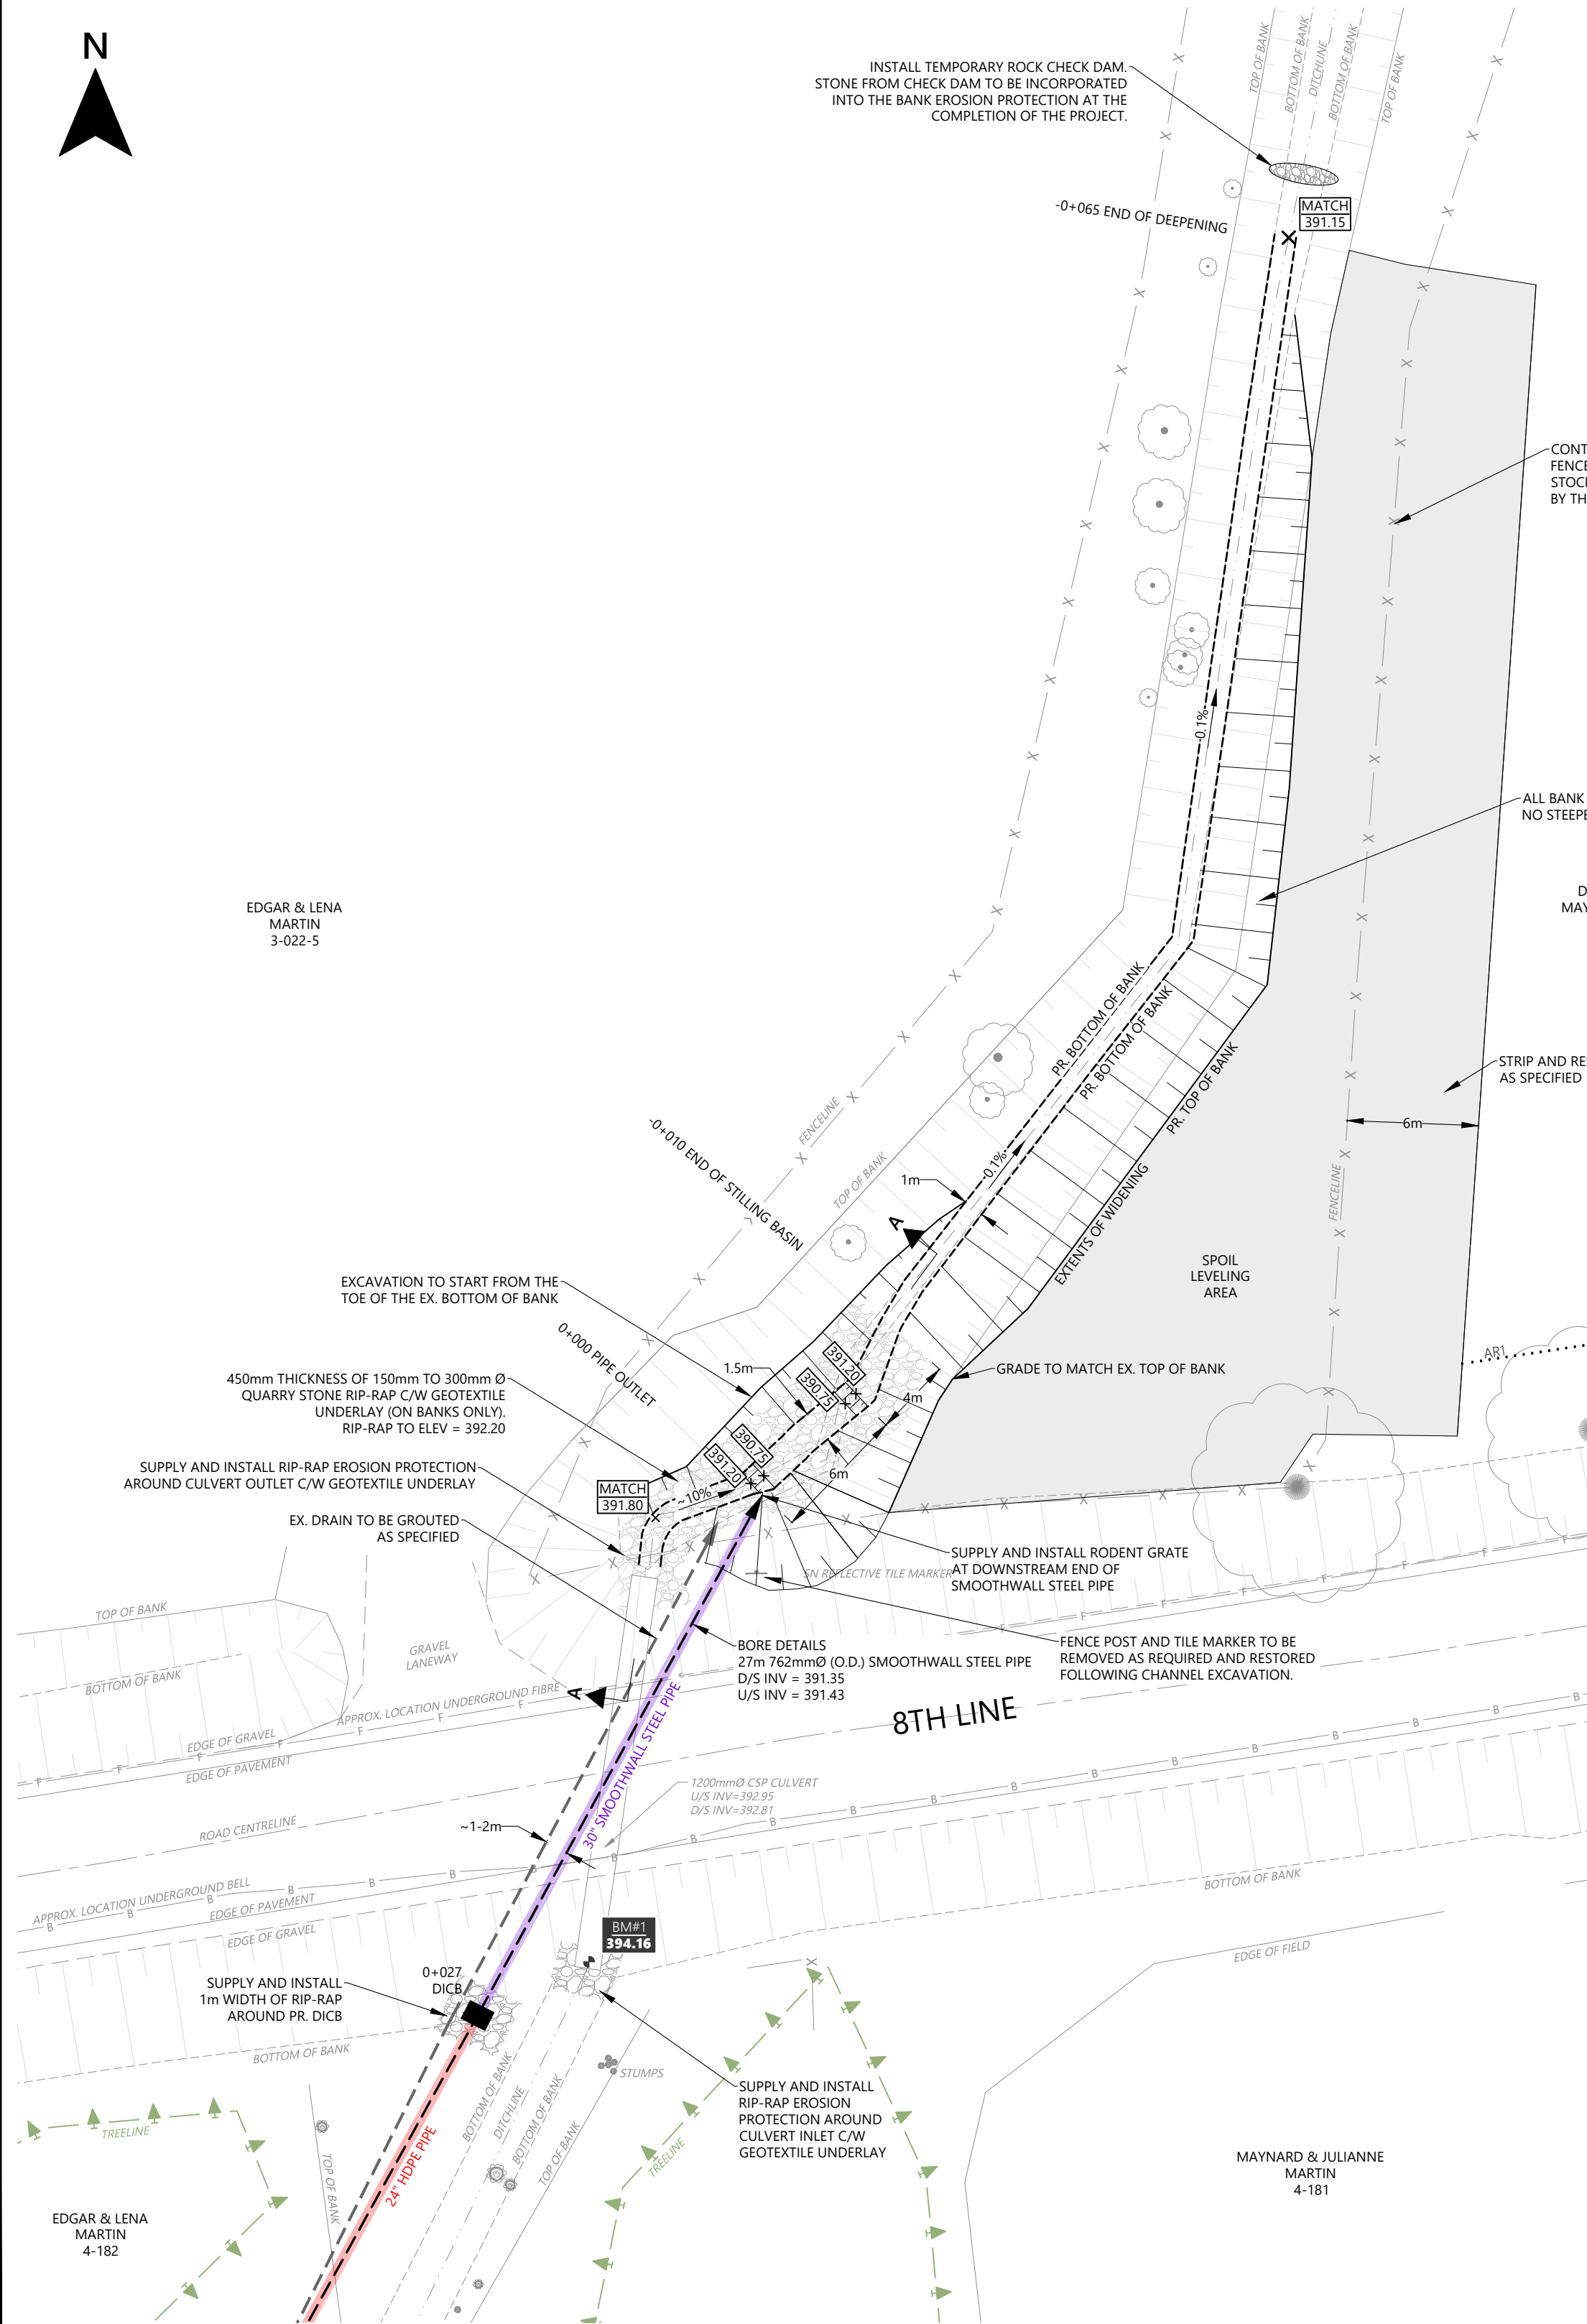 N
INSTALL TEMPORARY ROCK CHECK DAM.
STONE FROM CHECK DAM TO BE INCORPORATED
INTO THE BANK EROSION PROTECTION AT THE
COMPLETION OF THE PROJECT.
TOP OF BANK
BOTTOM OF BANK
DITCHLINE
BOTTOM OF BANK
TOP OF BANK
-0+065 END OF DEEPENING
MATCH
391.15
CONT
FENCE
STOC
BY TH
0.1%
ALL BANK
NO STEEPE
D
MAY
EDGAR & LENA
MARTIN
3-022-5
PR. BOTTOM OF BANK
PR. BOTTOM OF BANK
PR. TOP OF BANK
STRIP AND RE
AS SPECIFIED
6m
FENCELINE
TOP OF BANK
-0+010 END OF STILLING BASIN
0.1%
1m
A
EXTENTS OF WIDENING
FENCELINE
SPOIL
LEVELING
AREA
EXCAVATION TO START FROM THE
TOE OF THE EX. BOTTOM OF BANK
0+000 PIPE OUTLET
1.5m
391.20
390.75
GRADE TO MATCH EX. TOP OF BANK
AR1
4m
450mm THICKNESS OF 150mm TO 300mm Ø
QUARRY STONE RIP-RAP C/W GEOTEXTILE
UNDERLAY (ON BANKS ONLY).
RIP-RAP TO ELEV = 392.20
390.75
391.20
6m
SUPPLY AND INSTALL RIP-RAP EROSION PROTECTION
AROUND CULVERT OUTLET C/W GEOTEXTILE UNDERLAY
MATCH
391.80
~10%
EX. DRAIN TO BE GROUTED
AS SPECIFIED
SUPPLY AND INSTALL RODENT GRATE
AT DOWNSTREAM END OF
SMOOTHWALL STEEL PIPE
SN REFLECTIVE TILE MARKER
TOP OF BANK
GRAVEL
LANEWAY
BOTTOM OF BANK
BORE DETAILS
27m 762mmØ (O.D.) SMOOTHWALL STEEL PIPE
D/S INV = 391.35
U/S INV = 391.43
FENCE POST AND TILE MARKER TO BE
REMOVED AS REQUIRED AND RESTORED
FOLLOWING CHANNEL EXCAVATION.
A
APPROX. LOCATION UNDERGROUND FIBRE
EDGE OF GRAVEL
EDGE OF PAVEMENT
8TH LINE
30" SMOOTHWALL STEEL PIPE
1200mmØ CSP CULVERT
U/S INV=392.95
D/S INV=392.81
ROAD CENTRELINE
~1-2m
APPROX. LOCATION UNDERGROUND BELL
EDGE OF PAVEMENT
EDGE OF GRAVEL
BOTTOM OF BANK
BM#1
394.16
EDGE OF FIELD
0+027
DICB
SUPPLY AND INSTALL
1m WIDTH OF RIP-RAP
AROUND PR. DICB
BOTTOM OF BANK
BOTTOM OF BANK
DITCHLINE
BOTTOM OF BANK
TOP OF BANK
STUMPS
SUPPLY AND INSTALL
RIP-RAP EROSION
PROTECTION AROUND
CULVERT INLET C/W
GEOTEXTILE UNDERLAY
TREELINE
TREELINE
TOP OF BANK
24" HDPE PIPE
MAYNARD & JULIANNE
MARTIN
4-181
EDGAR & LENA
MARTIN
4-182